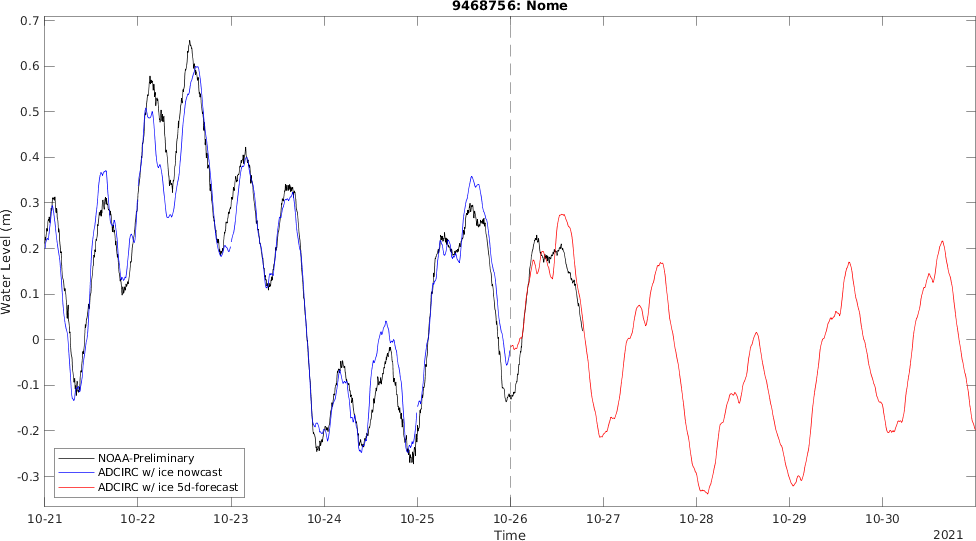 9468756: Nome
0.7
0.6
0.5
0.4
0.3
0.2
0.1
0
-0.1
-0.2
-0.3
Water Level (m)
NOAA-Preliminary
ADCIRC w/ ice nowcast
ADCIRC w/ ice 5d-forecast
10-21 10-22 10-23 10-24 10-25 10-26 10-27 10-28 10-29 10-30
Time
2021